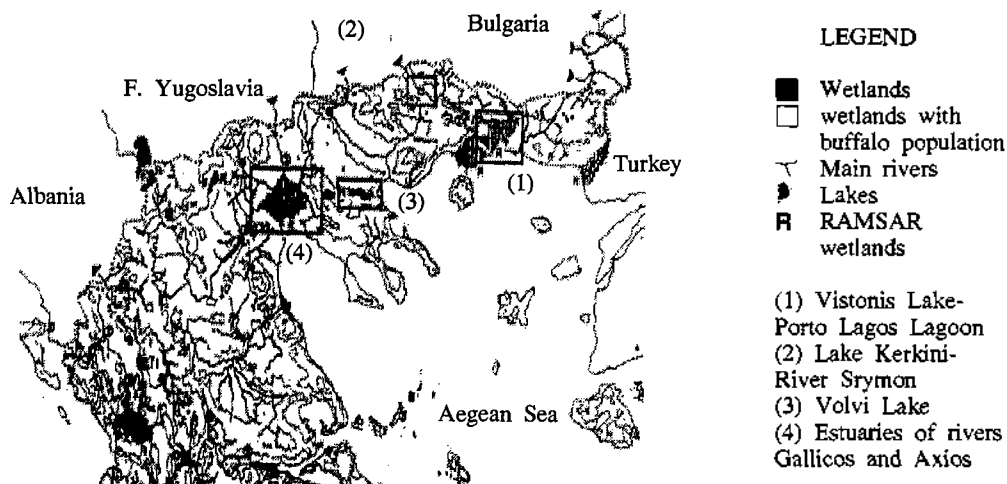 (2)
Bulgaria
F. Yugoslavia
Albania
Turkey
(1)
(3)
(4)
Aegean Sea
LEGEND
Wetlands
wetlands with
buffalo population
Main rivers
Lakes
R RAMSAR
wetlands
(1) Vistonis Lake-
Porto Lagos Lagoon
(2) Lake Kerkini-
River Srymon
(3) Volvi Lake
(4) Estuaries of rivers
Gallicos and Axios